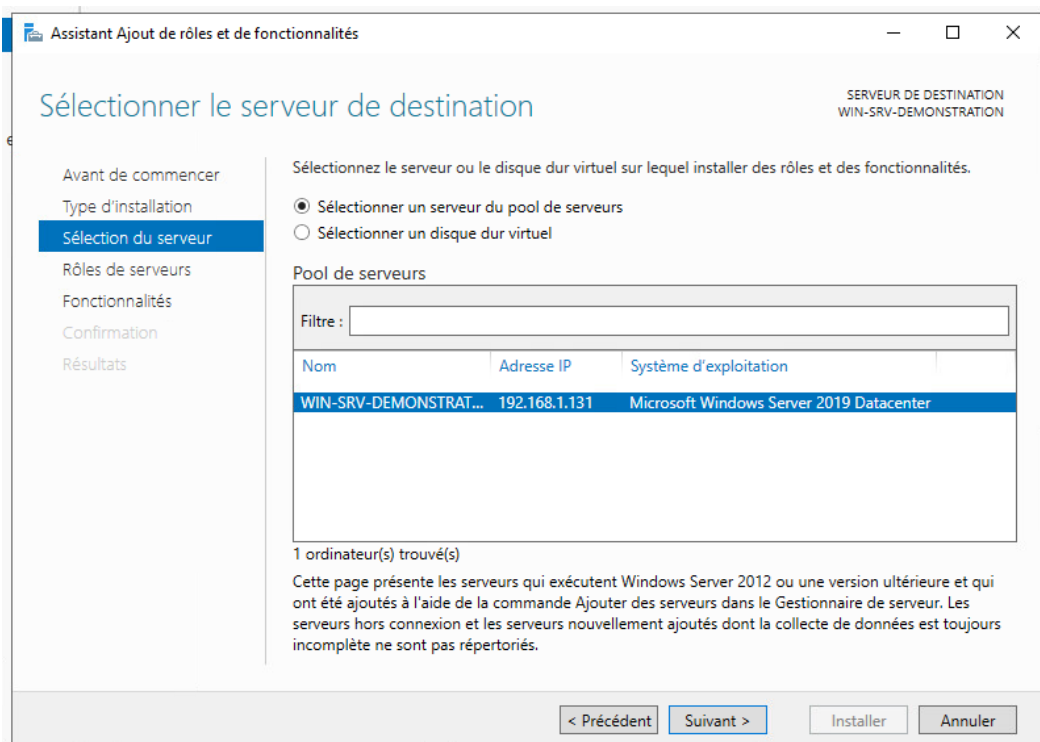 Assistant Ajout de rôles et de fonctionnalités
Sélectionner le serveur de destination
SERVEUR DE DESTINATION
WIN-SRV-DEMONSTRATION
Avant de commencer
Type d'installation
Sélection du serveur
Rôles de serveurs
Fonctionnalités
Confirmation
Résultats
Sélectionnez le serveur ou le disque dur virtuel sur lequel installer des rôles et des fonctionnalités.
Sélectionner un serveur du pool de serveurs
Sélectionner un disque dur virtuel
Pool de serveurs
Filtre :
Nom Adresse IP Système d'exploitation
WIN-SRV-DEMONSTRAT... 192.168.1.131 Microsoft Windows Server 2019 Datacenter
1 ordinateur(s) trouvé(s)
Cette page présente les serveurs qui exécutent Windows Server 2012 ou une version ultérieure et qui
ont été ajoutés à l'aide de la commande Ajouter des serveurs dans le Gestionnaire de serveur. Les
serveurs hors connexion et les serveurs nouvellement ajoutés dont la collecte de données est toujours
incomplète ne sont pas répertoriés.
< Précédent Suivant > Installer Annuler